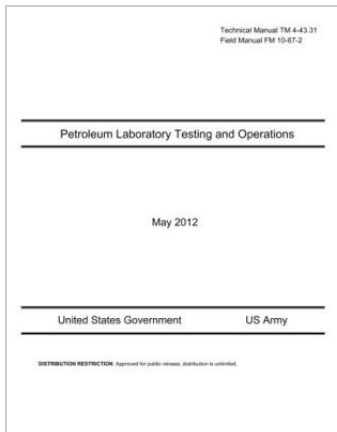 Technical Manual TM 4-43.31
Field Manual FM 10-67-2
Petroleum Laboratory Testing and Operations
May 2012
United States Government US Army
DISTRIBUTION RESTRICTION: Approved for public release, distribution is unlimited.